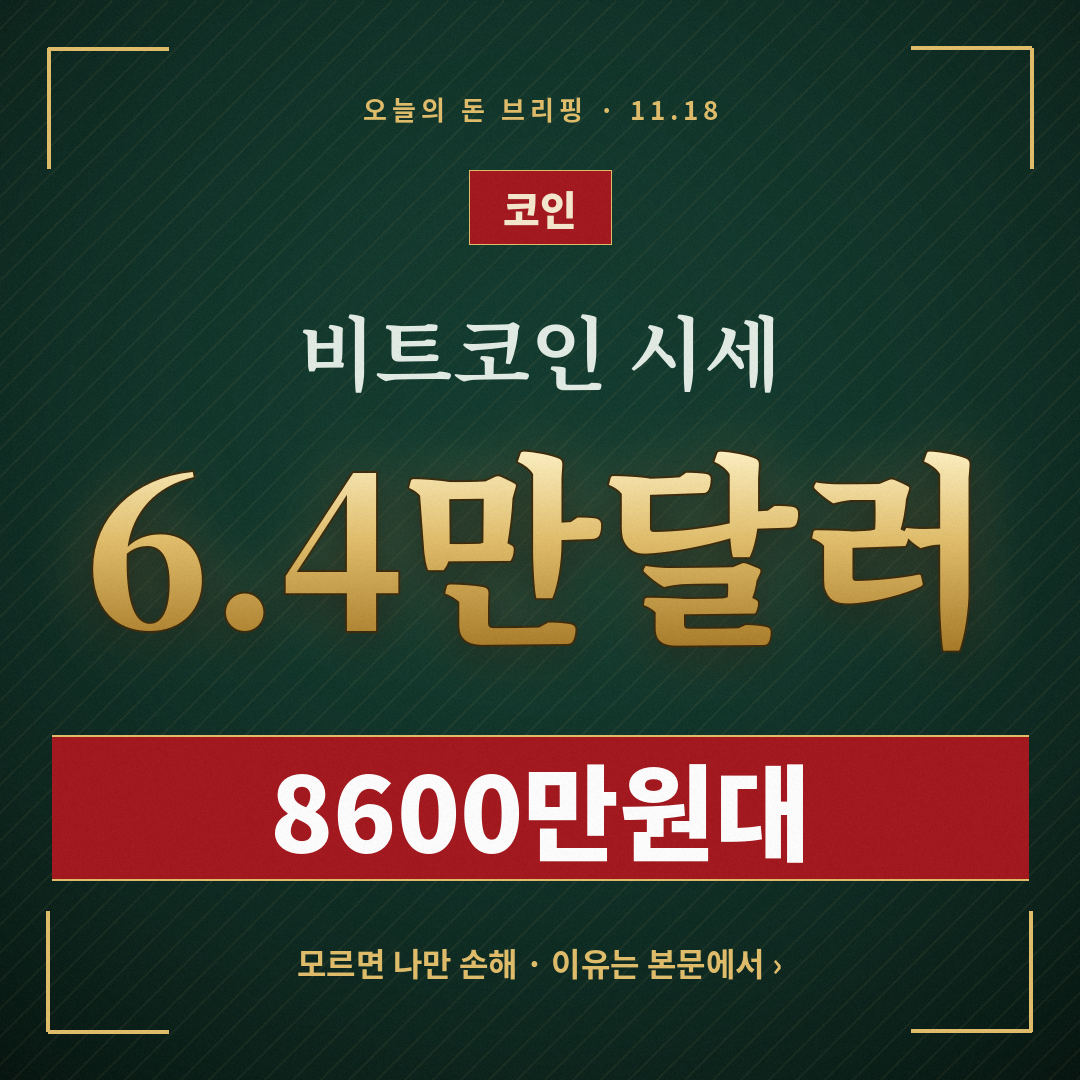 오늘의 돈 브리핑 · 11.18
코인
비트코인 시세
6.4만달러
8600만원대
모르면 나만 손해 · 이유는 본문에서 ›